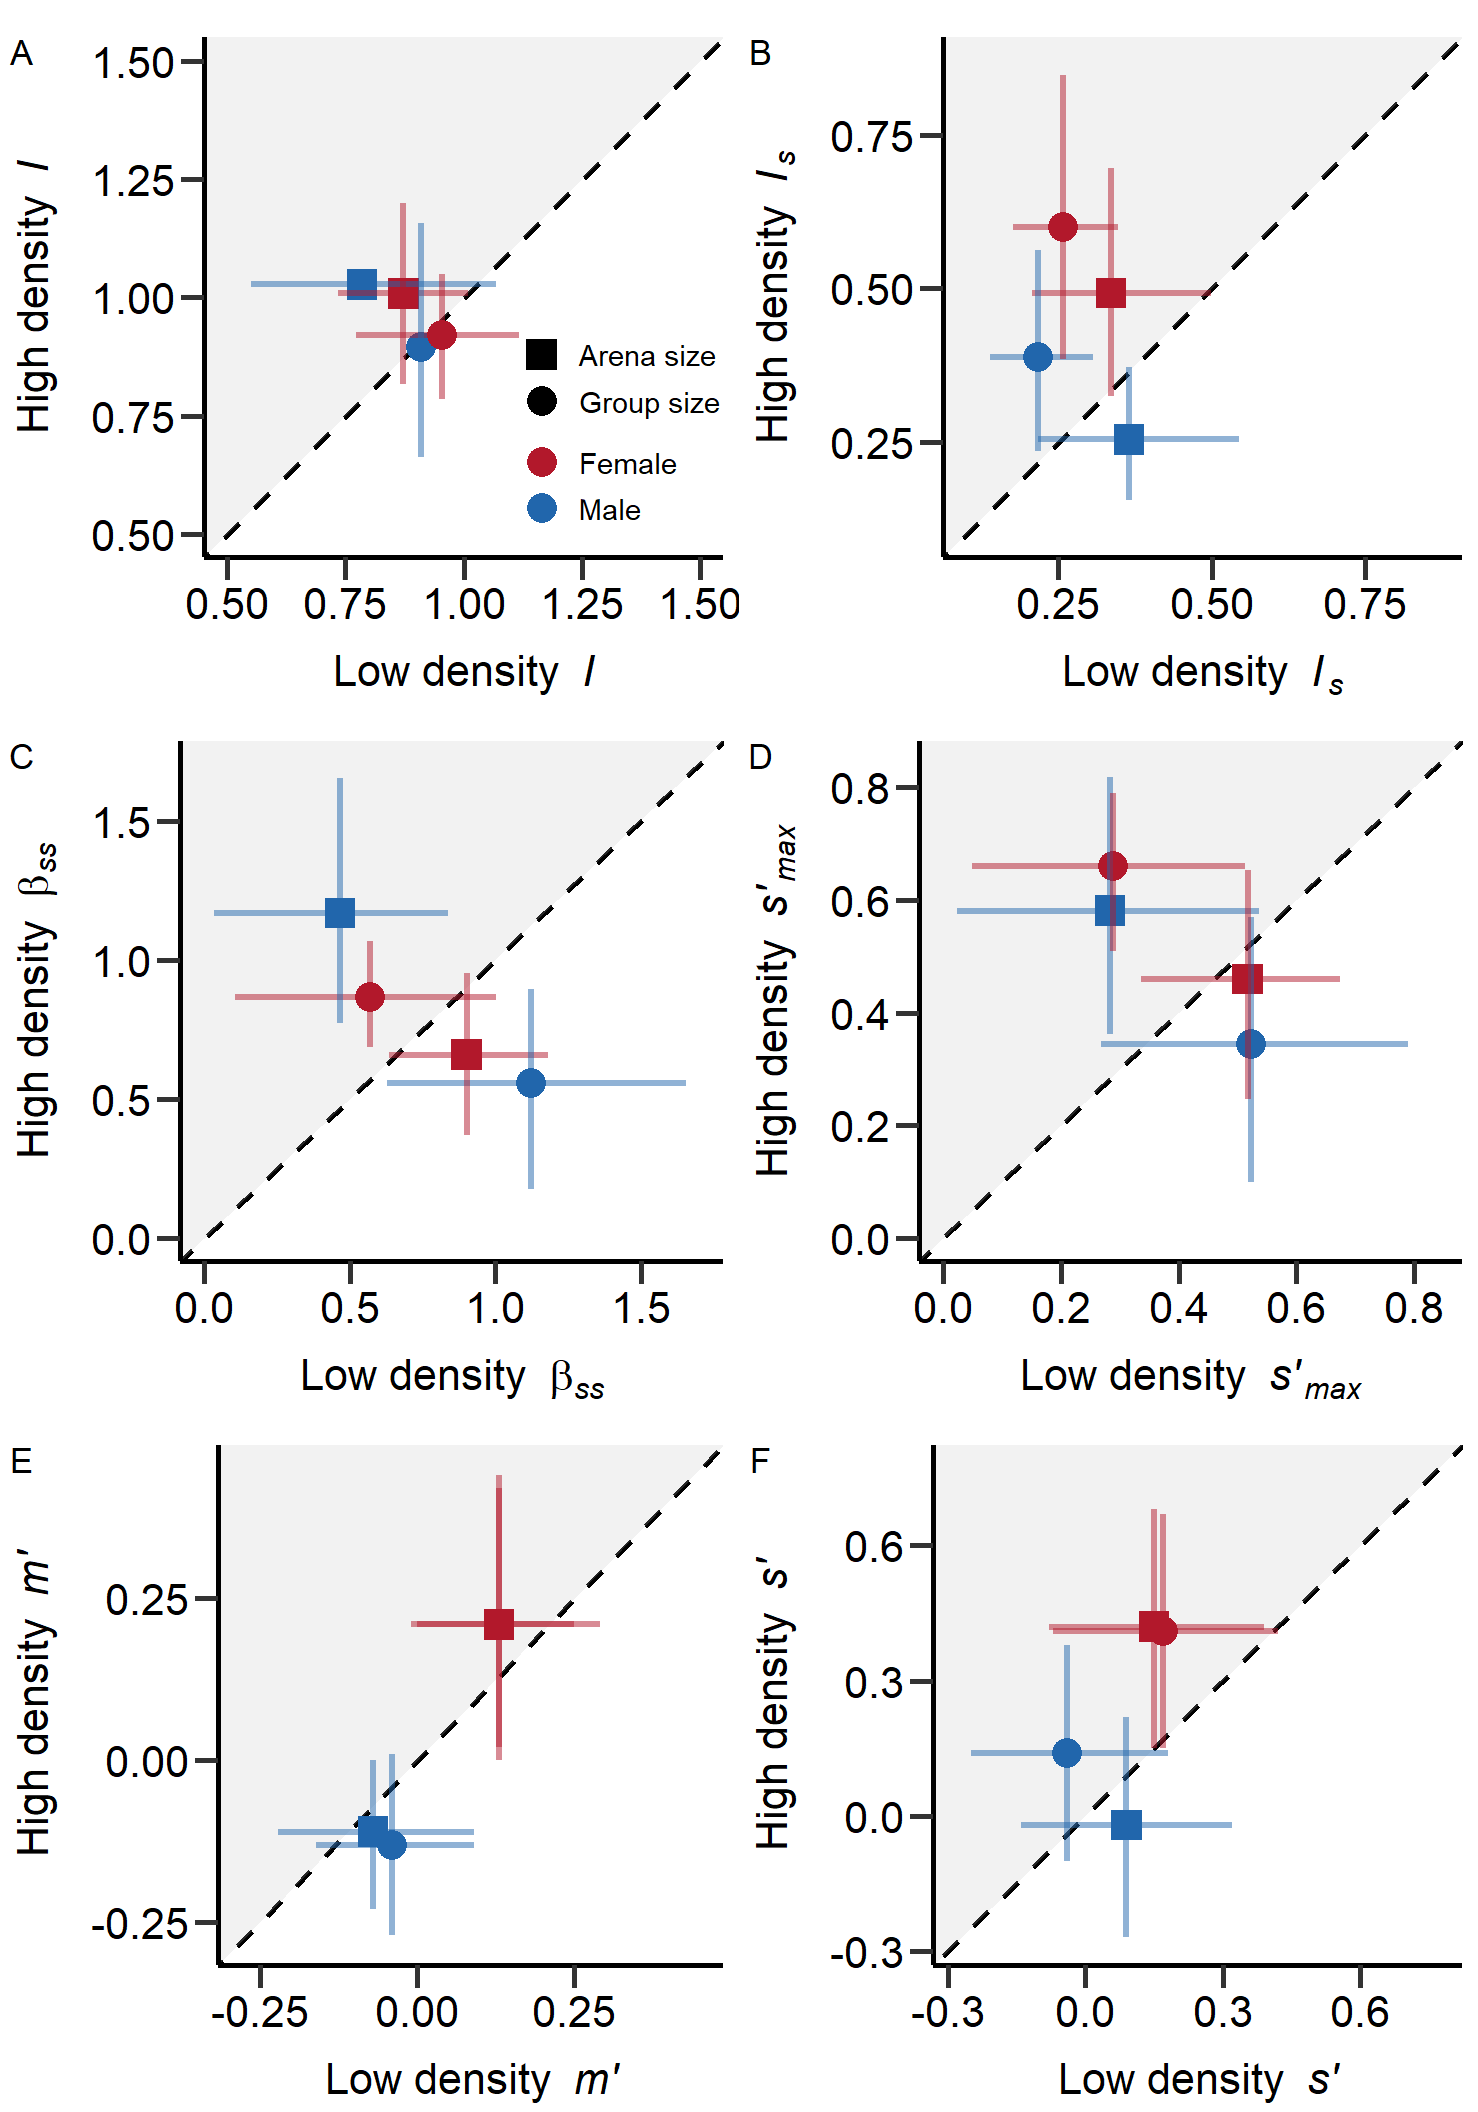 A
1.50
1.25
1.00
0.75
0.50
High density I
Arena size
Group size
Female
Male
0.50 0.75 1.00 1.25 1.50
Low density I
B
0.75
0.50
0.25
High density I s
0.25 0.50 0.75
Low density I s
C
1.5
1.0
0.5
0.0
High density βss
0.0 0.5 1.0 1.5
Low density βss
D
0.8
0.6
0.4
0.2
0.0
High density s'max
0.0 0.2 0.4 0.6 0.8
Low density s'max
E
0.25
0.00
-0.25
High density m'
-0.25 0.00 0.25
Low density m'
F
0.6
0.3
0.0
-0.3
High density s'
-0.3 0.0 0.3 0.6
Low density s'